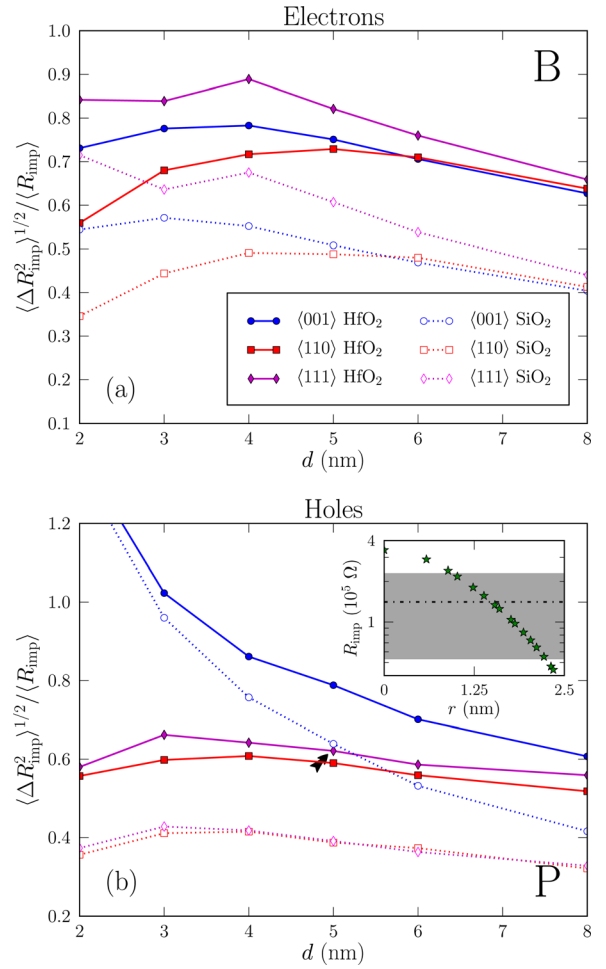 Electrons
1.0
0.9
0.8
0.7
0.6
0.5
0.4
0.3
0.2
0.1
⟨ΔR²imp⟩^1/2/⟨Rimp⟩
B
⟨001⟩ HfO₂
⟨110⟩ HfO₂
⟨111⟩ HfO₂
⟨001⟩ SiO₂
⟨110⟩ SiO₂
⟨111⟩ SiO₂
(a)
2 3 4 5 6 7 8
d (nm)
Holes
1.2
1.0
0.8
0.6
0.4
0.2
⟨ΔR²imp⟩^1/2/⟨Rimp⟩
4
1
Rimp (10⁵ Ω)
0 1.25 2.5
r (nm)
(b)
P
2 3 4 5 6 7 8
d (nm)